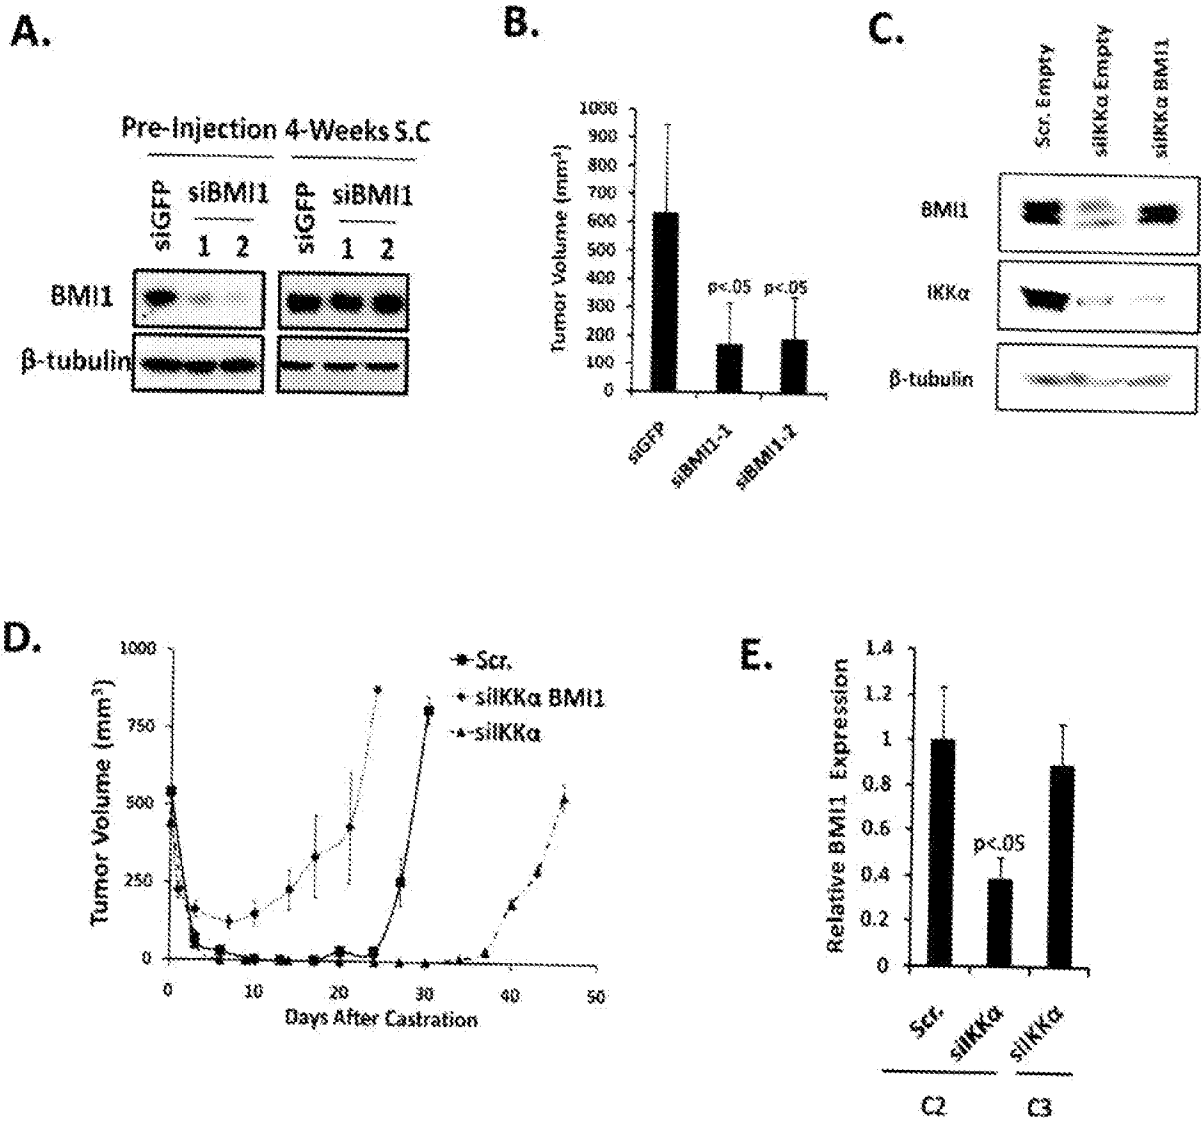 A.
Pre-Injection 4-Weeks S.C
siGFP
siBMI1
1 2
siGFP
siBMI1
1 2
BMI1
β-tubulin
B.
Tumor Volume (mm³)
1000
900
800
700
600
500
400
300
200
100
0
p<.05 p<.05
siGFP
siBMI1-1
siBMI1-2
C.
Scr. Empty
siIKKα Empty
siIKKα BMI1
BMI1
IKKα
β-tubulin
D.
Tumor Volume (mm³)
1000
750
500
250
0
Scr.
siIKKα BMI1
siIKKα
0 10 20 30 40 50
Days After Castration
E.
Relative BMI1 Expression
1.4
1.2
1
0.8
0.6
0.4
0.2
0
p<.05
Scr.
siIKKα
siIKKα
C2 C3